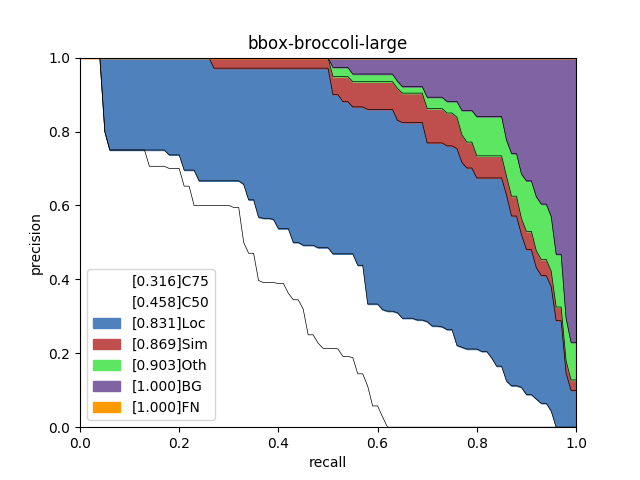 bbox-broccoli-large
precision
1.0
0.8
0.6
0.4
0.2
0.0
[0.316]C75
[0.458]C50
[0.831]Loc
[0.869]Sim
[0.903]Oth
[1.000]BG
[1.000]FN
0.0 0.2 0.4 0.6 0.8 1.0
recall